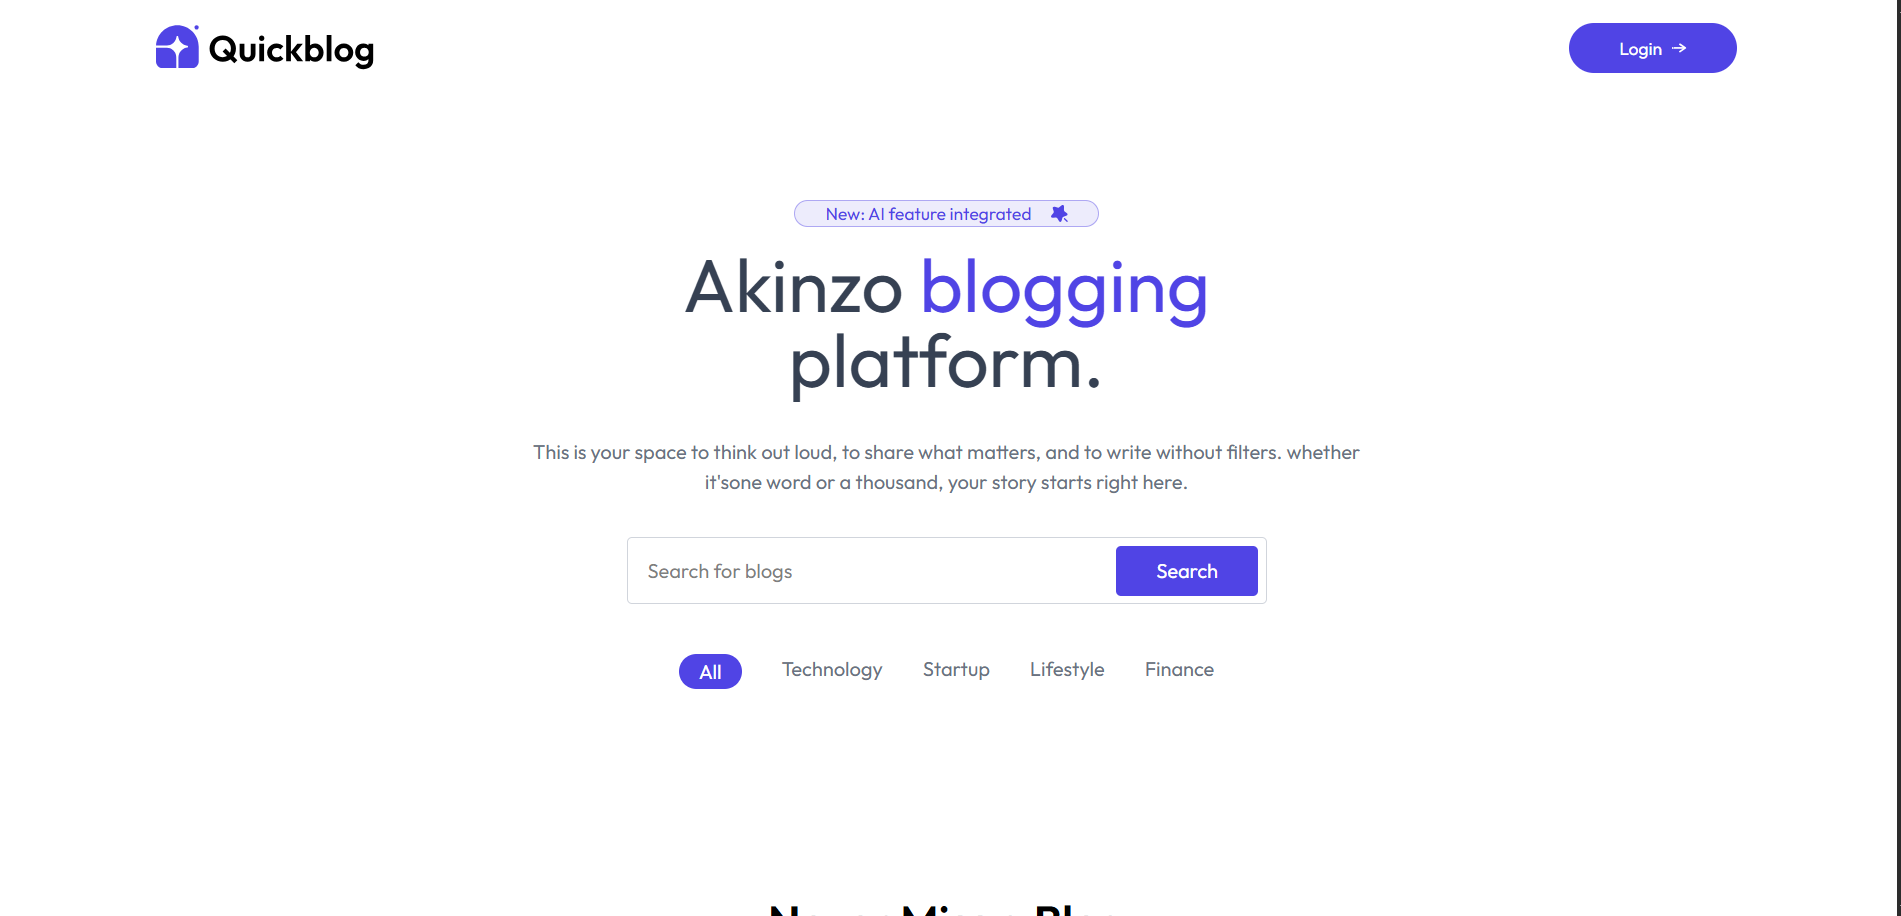 Quickblog
Login →
New: AI feature integrated
Akinzo blogging
platform.
This is your space to think out loud, to share what matters, and to write without filters. whether
it'sone word or a thousand, your story starts right here.
Search for blogs
Search
All
Technology
Startup
Lifestyle
Finance